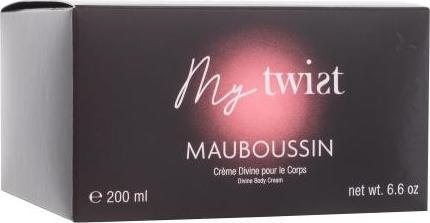 My twist
MAUBOUSSIN
Crème Divine pour le Corps
Divine Body Cream
℮ 200 ml
net wt. 6.6 oz